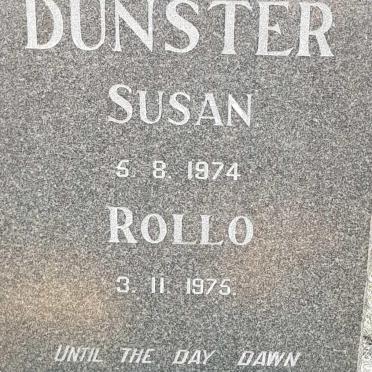 DUNSTER
SUSAN
5. 8. 1974
ROLLO
3. 11. 1975.
UNTIL THE DAY DAWN